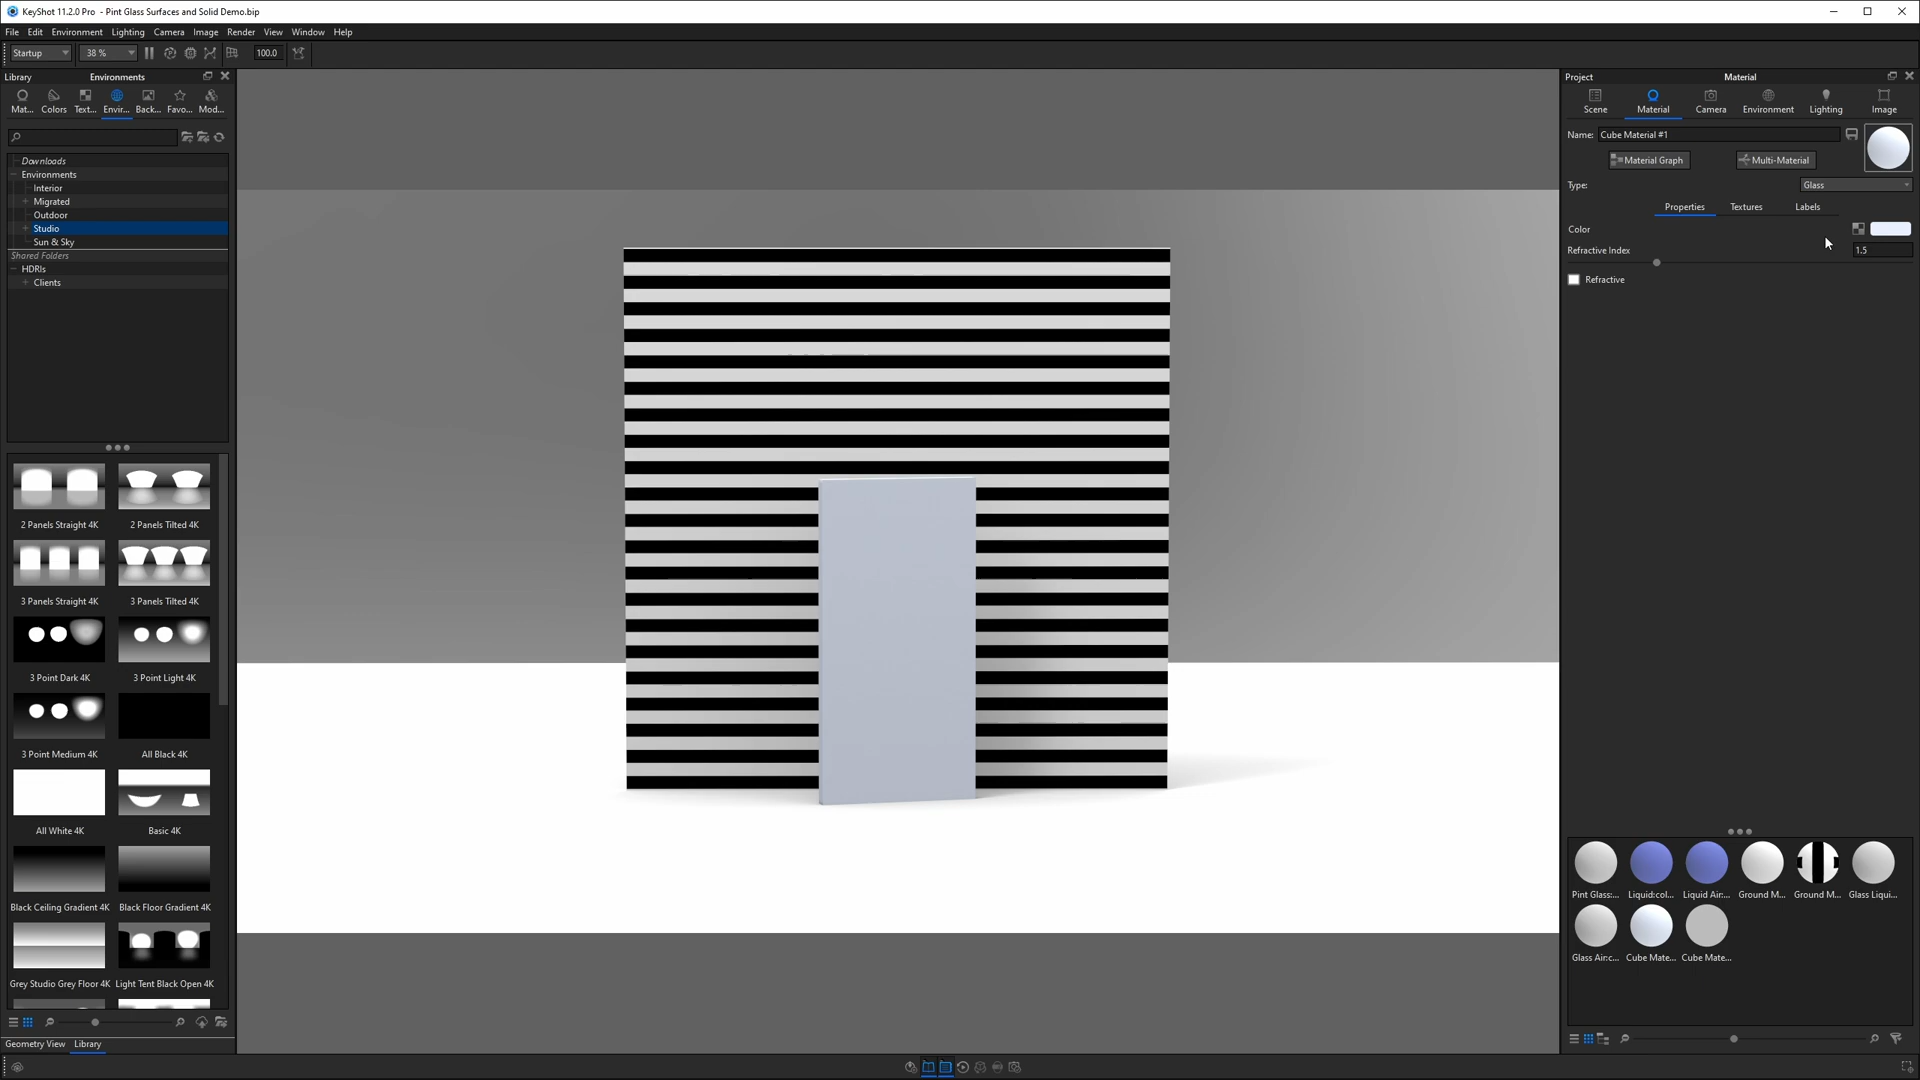 KeyShot 11.2.0 Pro - Pint Glass Surfaces and Solid Demo.bip
File Edit Environment Lighting Camera Image Render View Window Help
Startup 38 % 100.0
Library Environments
Mat... Colors Text... Envir... Back... Favo... Mod...
Downloads
Environments
Interior
Migrated
Outdoor
Studio
Sun & Sky
Shared Folders
HDRIs
Clients
2 Panels Straight 4K 2 Panels Tilted 4K
3 Panels Straight 4K 3 Panels Tilted 4K
3 Point Dark 4K 3 Point Light 4K
3 Point Medium 4K All Black 4K
All White 4K Basic 4K
Black Ceiling Gradient 4K Black Floor Gradient 4K
Grey Studio Grey Floor 4K Light Tent Black Open 4K
Geometry View Library
Project Material
Scene Material Camera Environment Lighting Image
Name: Cube Material #1
Material Graph Multi-Material
Type: Glass
Properties Textures Labels
Color
Refractive Index 1.5
Refractive
Pint Glass:... Liquid:col... Liquid Air:... Ground M... Ground M... Glass Liqui...
Glass Air:c... Cube Mate... Cube Mate...